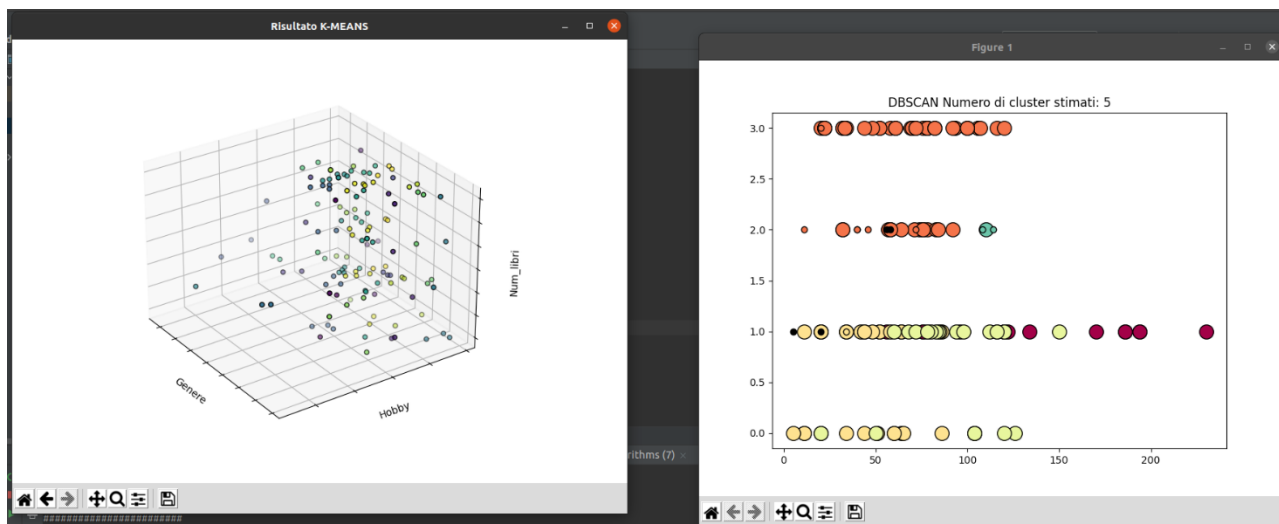 Risultato K-MEANS
Num_libri
Genere
Hobby
Figure 1
DBSCAN Numero di cluster stimati: 5
3.0
2.5
2.0
1.5
1.0
0.5
0.0
0
50
100
150
200
rithms (7) ×
########################